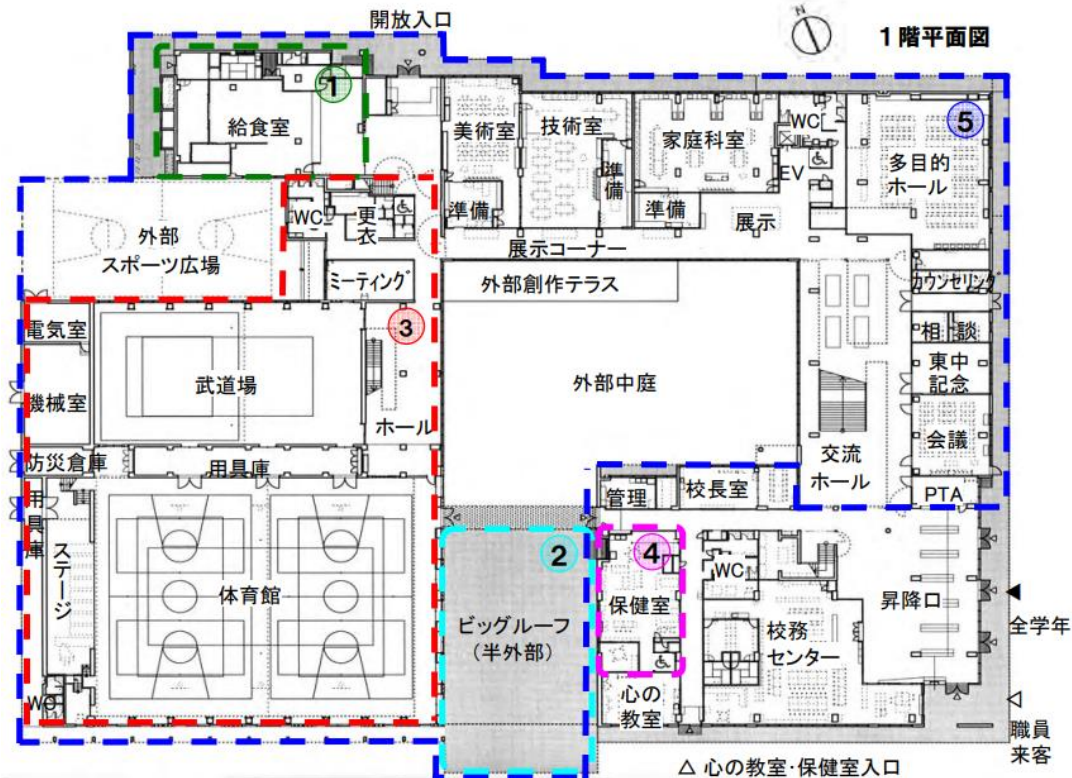 開放入口
N
1階平面図
1
給食室
美術室
技術室
準備
家庭科室
WC
EV
5
多目的
ホール
準備
準備
展示
展示コーナー
外部
スポーツ広場
WC
更衣
ミーティング
外部創作テラス
カウンセリング
相談
東中
記念
会議
PTA
電気室
機械室
武道場
3
ホール
外部中庭
交流
ホール
防災倉庫
用具庫
管理
校長室
用具庫
ステージ
体育館
WC
2
ビッグルーフ
(半外部)
4
保健室
WC
心の
教室
校務
センター
昇降口
全学年
職員
来客
△ 心の教室・保健室入口